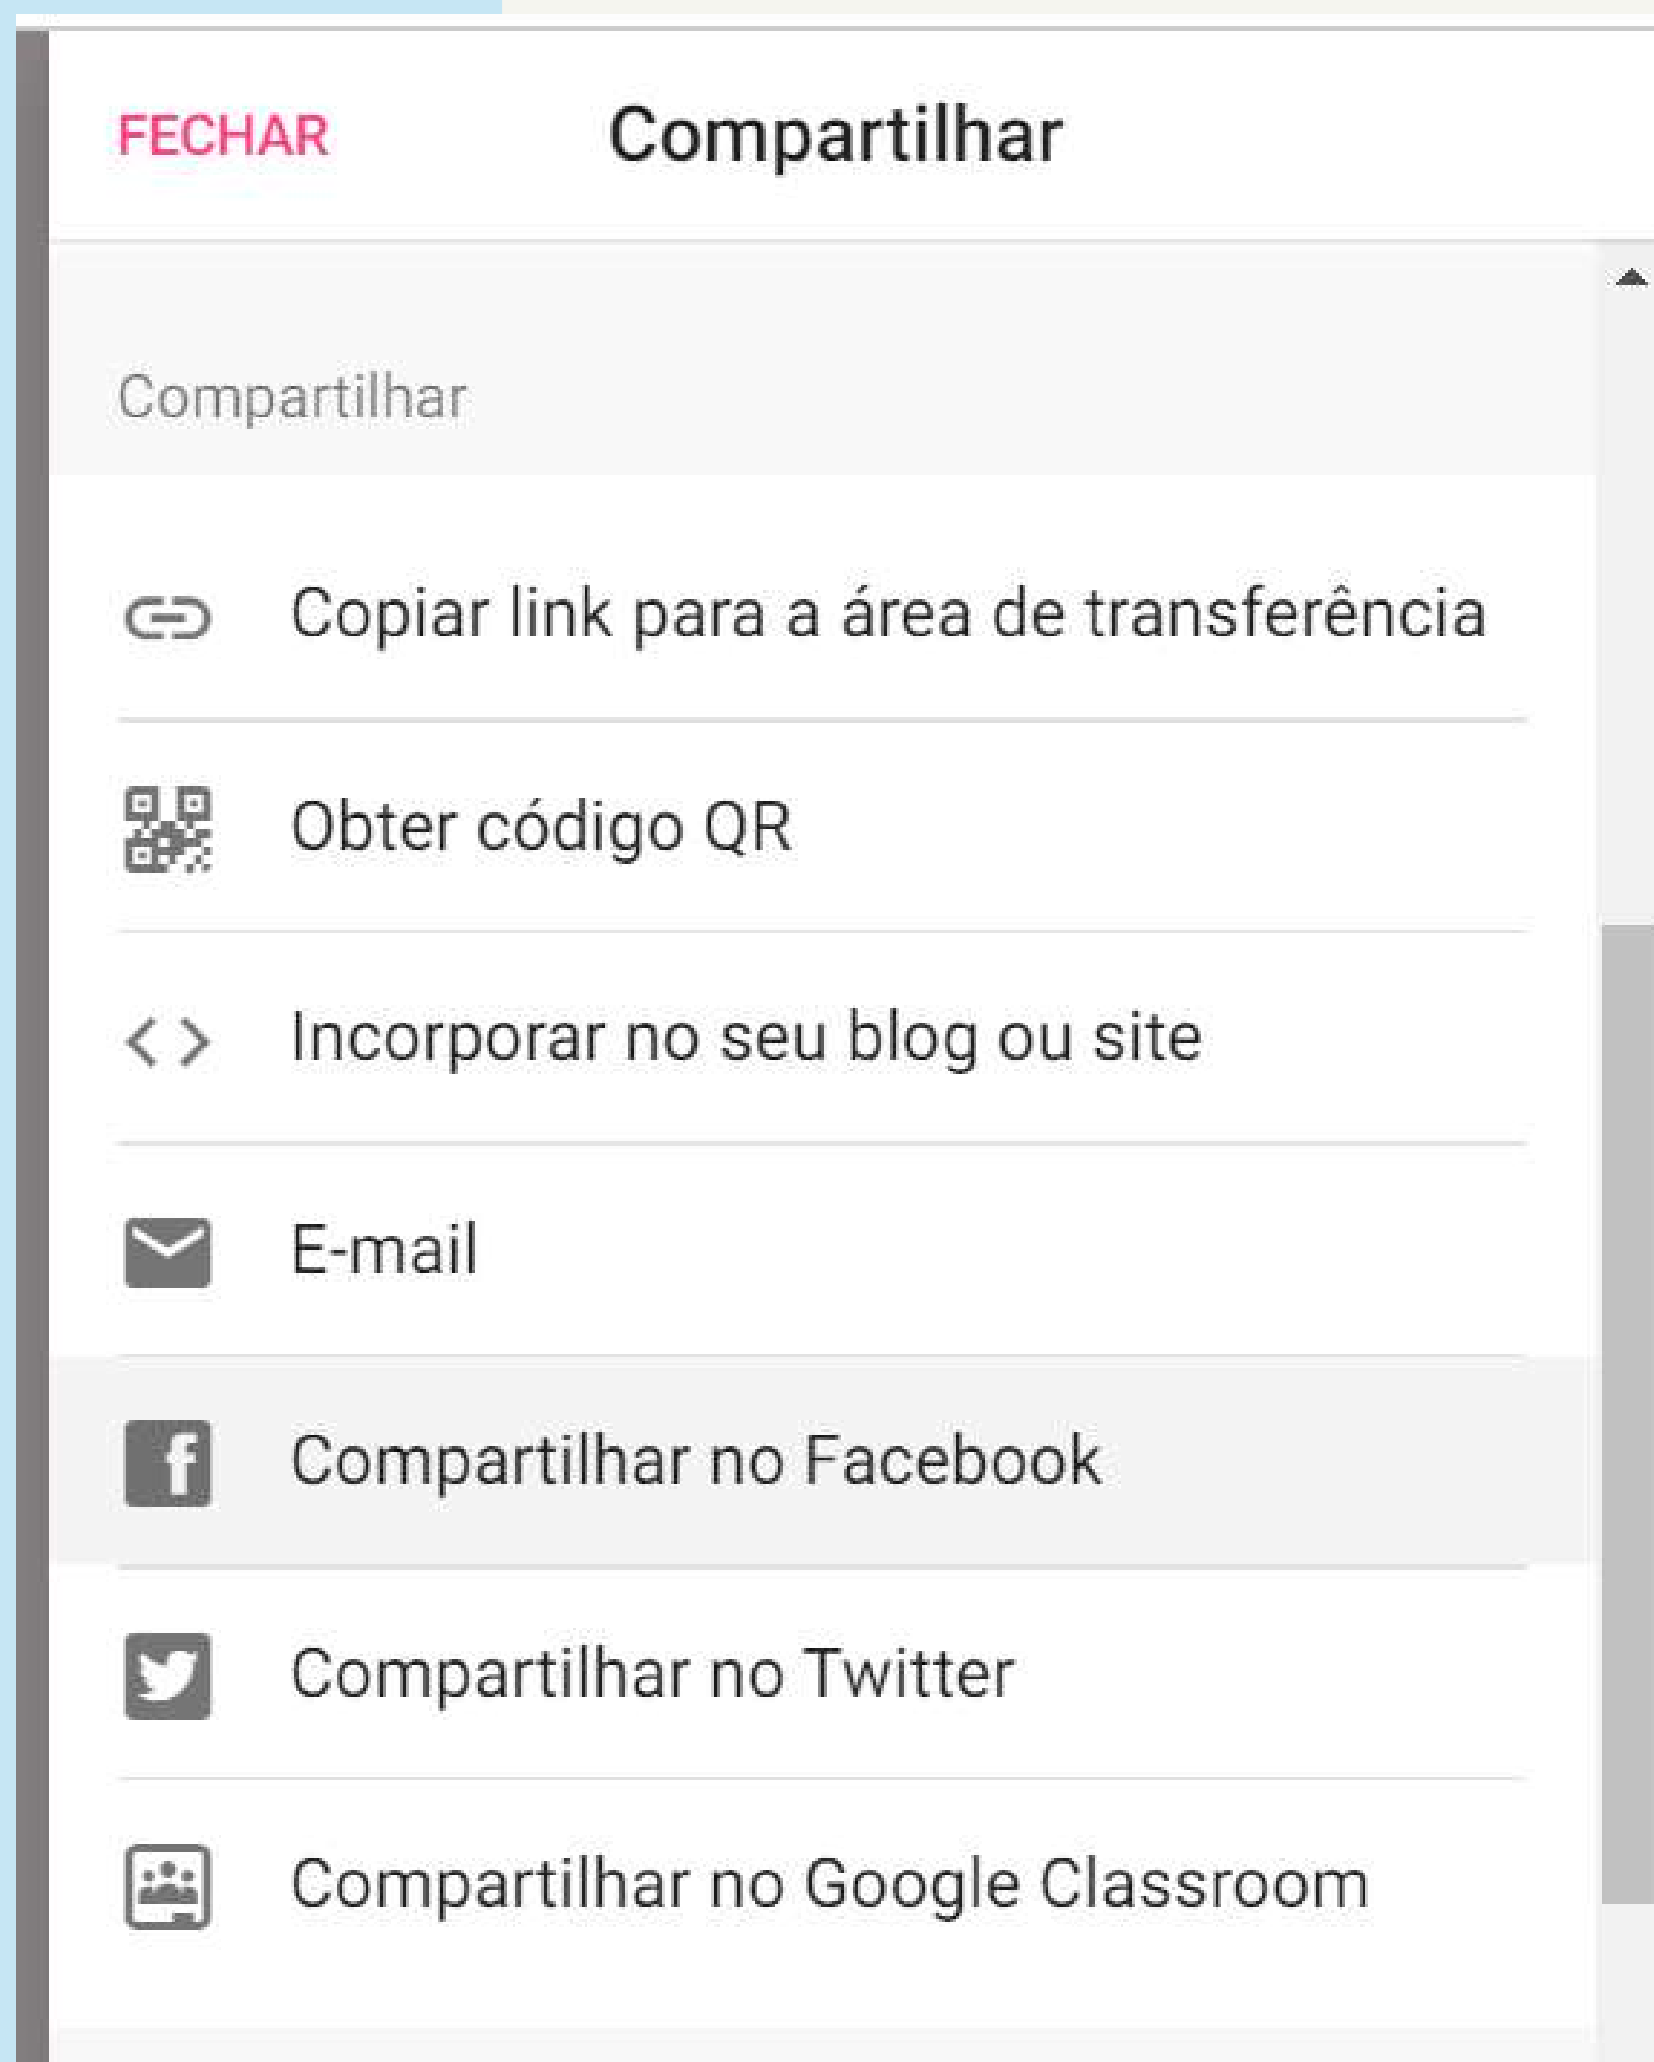 FECHAR Compartilhar
Compartilhar
Copiar link para a área de transferência
Obter código QR
Incorporar no seu blog ou site
E-mail
Compartilhar no Facebook
Compartilhar no Twitter
Compartilhar no Google Classroom